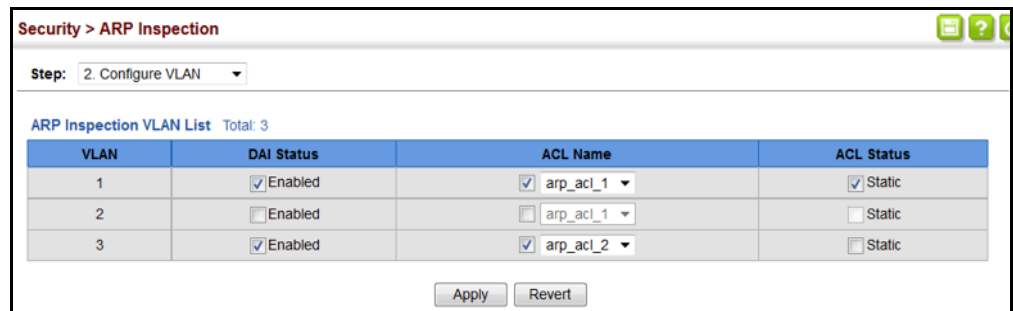 Security > ARP Inspection
?
Step: 2. Configure VLAN
ARP Inspection VLAN List Total: 3
VLAN DAI Status ACL Name ACL Status
1 Enabled arp_acl_1 Static
2 Enabled arp_acl_1 Static
3 Enabled arp_acl_2 Static
Apply Revert